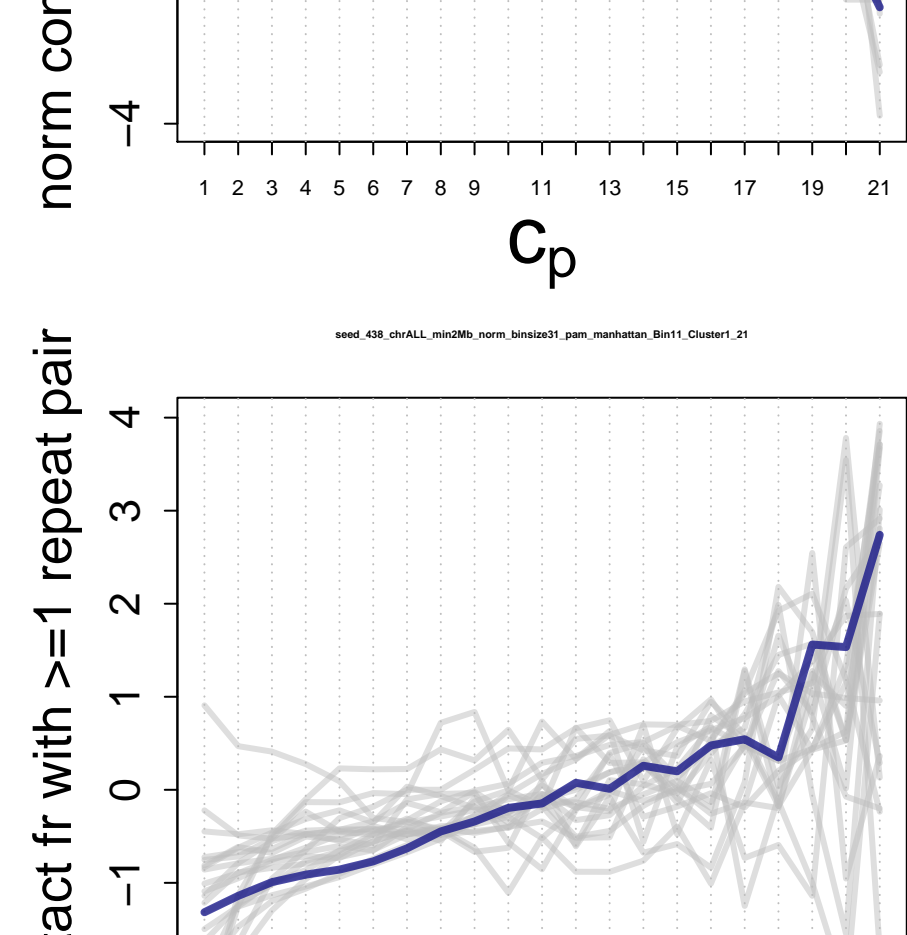 norm con
−4
1 2 3 4 5 6 7 8 9 11 13 15 17 19 21
cp
seed_438_chrALL_min2Mb_norm_binsize31_pam_manhattan_Bin11_Cluster1_21
act fr with >=1 repeat pair
4
3
2
1
0
−1